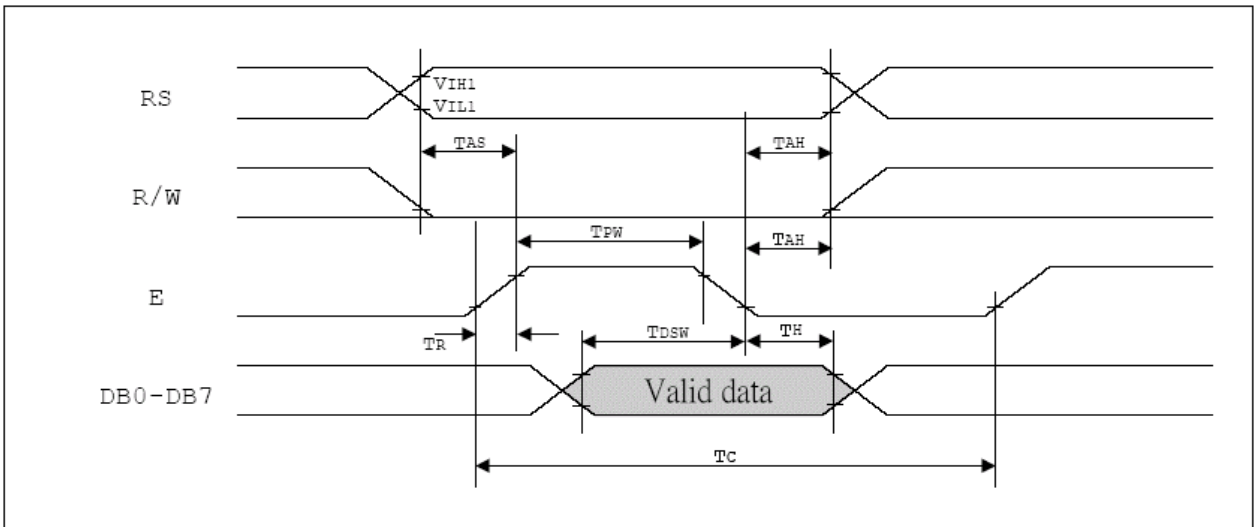 RS
VIH1
VIL1
TAS
TAH
R/W
TPW
TAH
E
TR
TDSW
TH
DB0-DB7
Valid data
TC